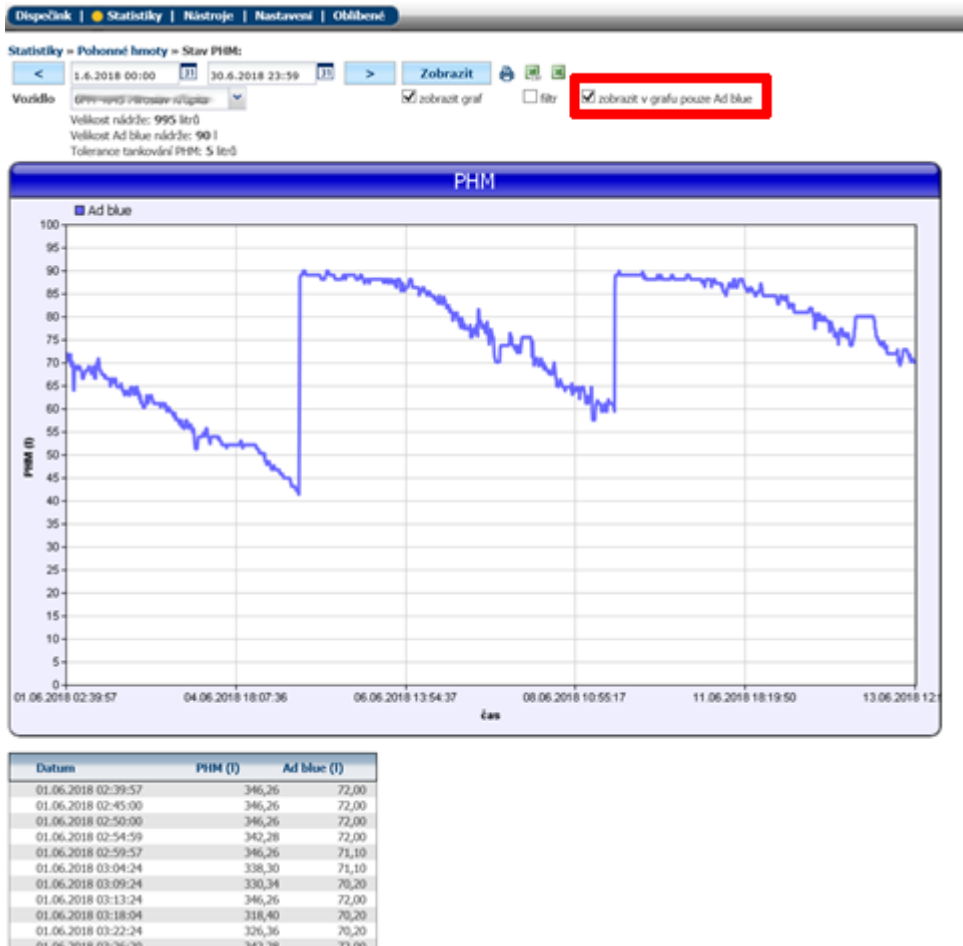 Dispečink | Statistiky | Nástroje | Nastavení | Oblíbené
Statistiky » Pohonné hmoty » Stav PHM:
< 1.6.2018 00:00 31 30.6.2018 23:59 31 > Zobrazit
Vozidlo zobrazit graf filtr zobrazit v grafu pouze Ad blue
Velikost nádrže: 995 litrů
Velikost Ad blue nádrže: 90 l
Tolerance tankování PHM: 5 litrů
PHM
Ad blue
100
95
90
85
80
75
70
65
60
55
50
45
40
35
30
25
20
15
10
5
0
PHM (l)
01.06.2018 02:39:57 04.06.2018 18:07:36 06.06.2018 13:54:37 08.06.2018 10:55:17 11.06.2018 18:19:50 13.06.2018 12:
čas
Datum PHM (l) Ad blue (l)
01.06.2018 02:39:57 346,26 72,00
01.06.2018 02:45:00 346,26 72,00
01.06.2018 02:50:00 346,26 72,00
01.06.2018 02:54:59 342,28 72,00
01.06.2018 02:59:57 346,26 71,10
01.06.2018 03:04:24 338,30 71,10
01.06.2018 03:09:24 330,34 70,20
01.06.2018 03:13:24 346,26 72,00
01.06.2018 03:18:04 318,40 70,20
01.06.2018 03:22:24 326,36 70,20